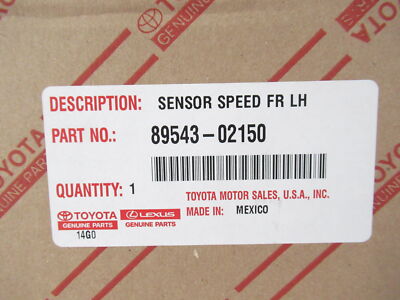 DESCRIPTION: SENSOR SPEED FR LH
PART NO.: 89543-02150
QUANTITY: 1
TOYOTA MOTOR SALES, U.S.A., INC.
TOYOTA LEXUS MADE IN: MEXICO
GENUINE PARTS GENUINE PARTS
14G0
TOYOTA
GENUINE PARTS